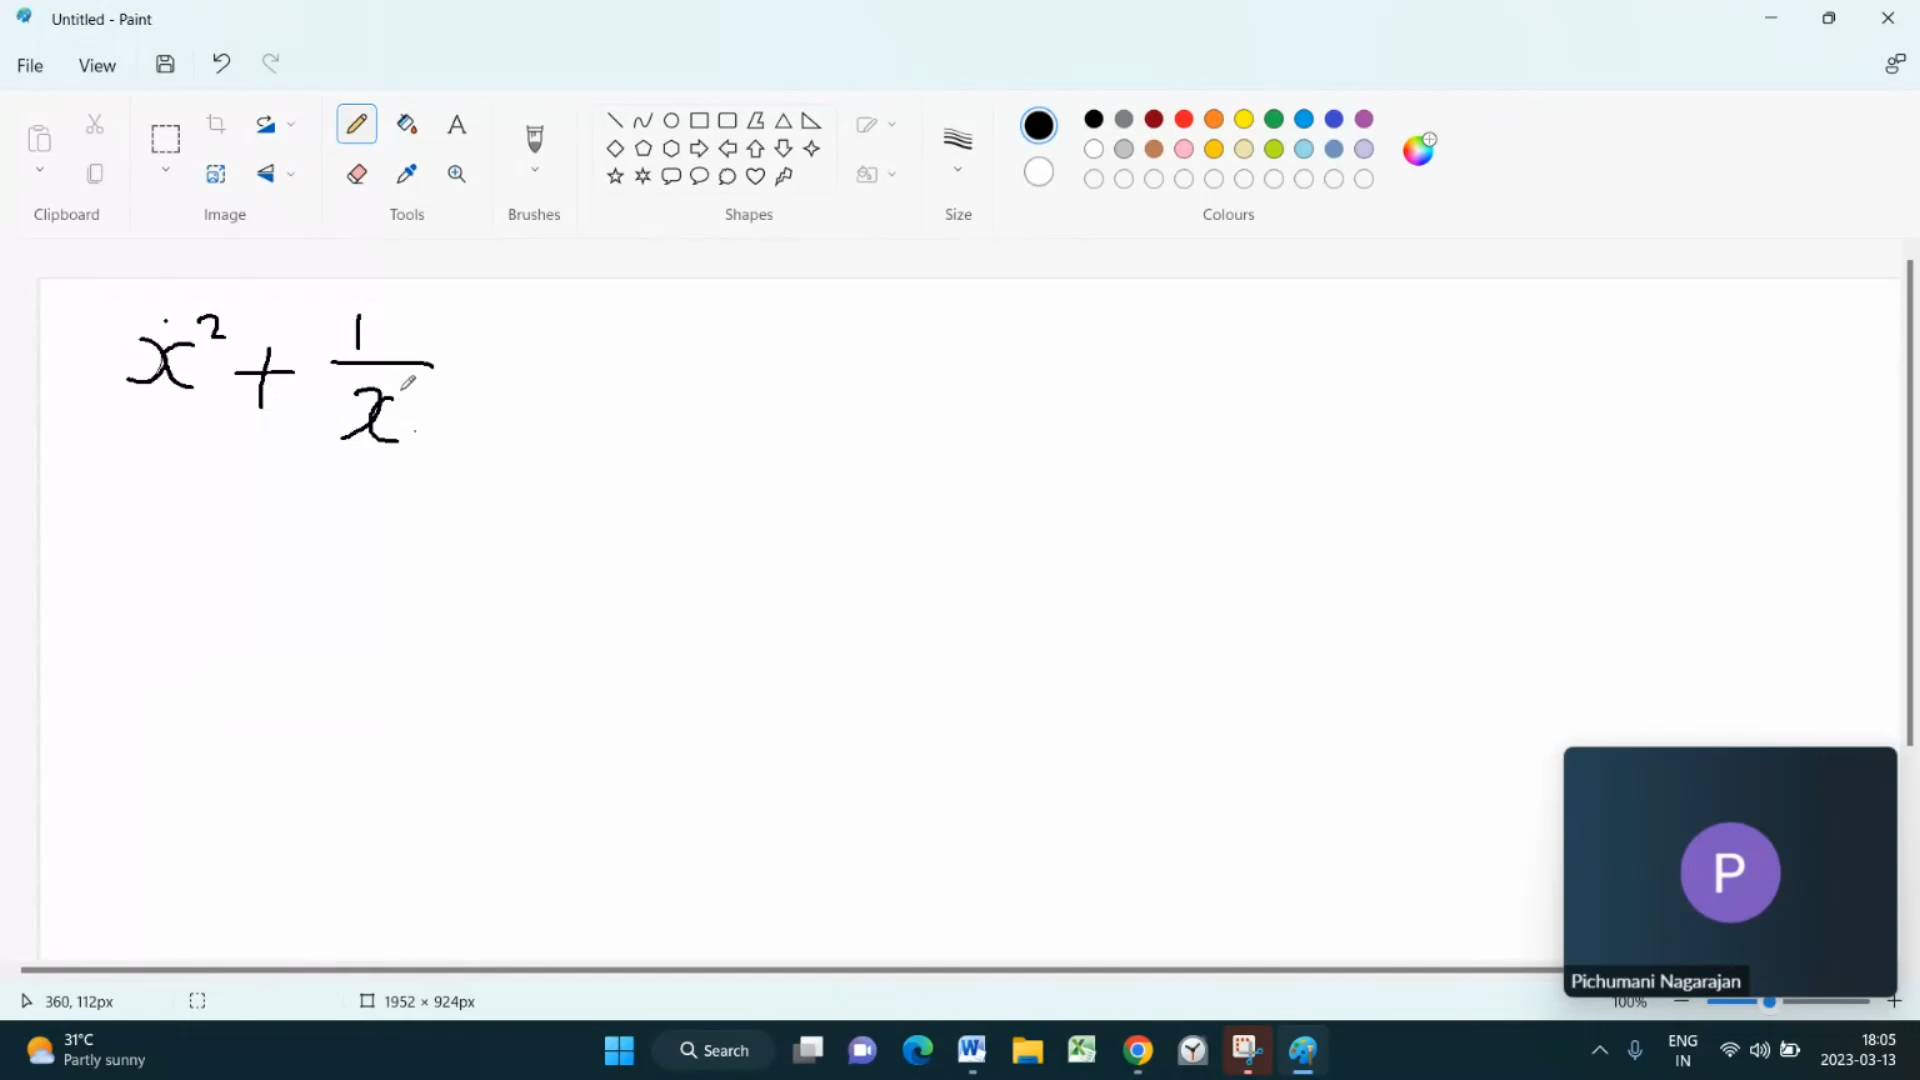 Untitled - Paint
File View
Clipboard Image Tools Brushes Shapes Size Colours
x² + 1/x
P
Pichumani Nagarajan
360, 112px 1952 × 924px 100%
31°C
Partly sunny
Search
ENG
IN
18:05
2023-03-13